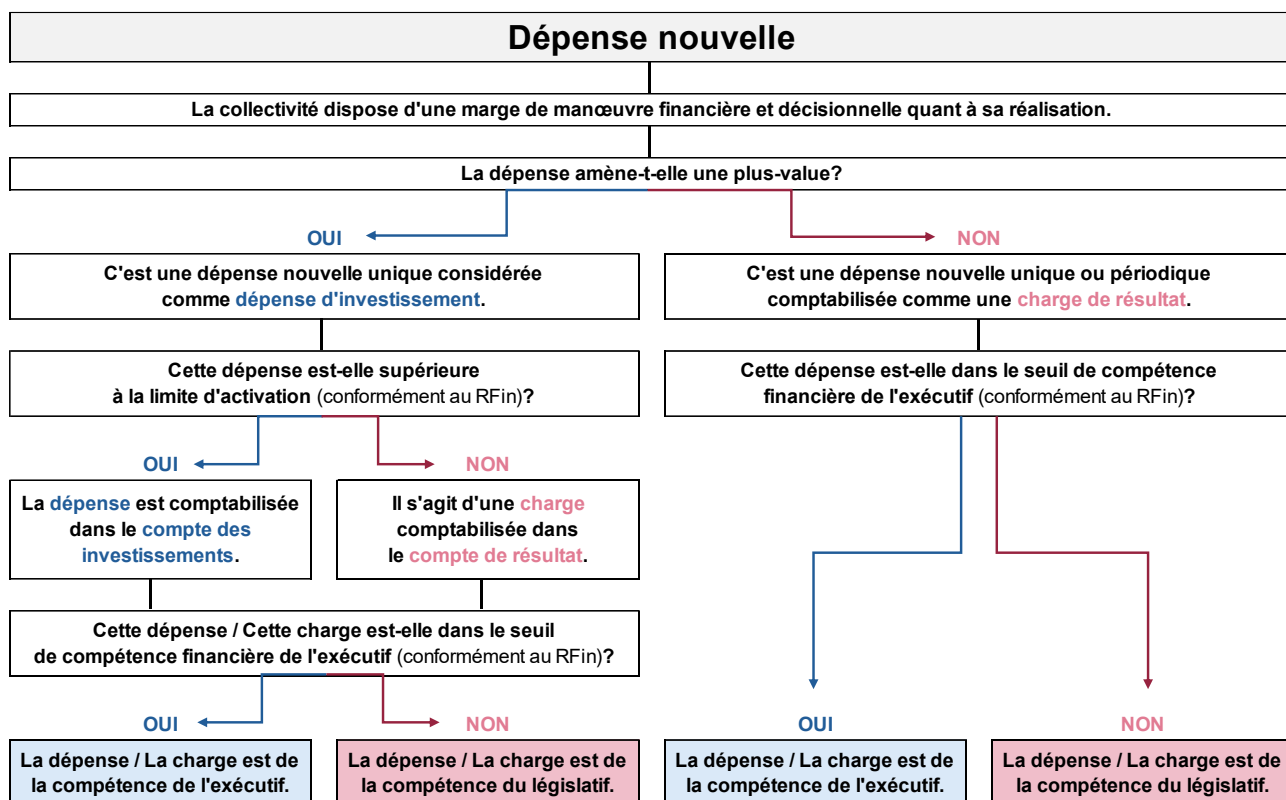 Dépense nouvelle
La collectivité dispose d'une marge de manœuvre financière et décisionnelle quant à sa réalisation.
La dépense amène-t-elle une plus-value?
OUI
NON
C'est une dépense nouvelle unique considérée
comme dépense d'investissement.
C'est une dépense nouvelle unique ou périodique
comptabilisée comme une charge de résultat.
Cette dépense est-elle supérieure
à la limite d'activation (conformément au RFin)?
Cette dépense est-elle dans le seuil de compétence
financière de l'exécutif (conformément au RFin)?
OUI
NON
La dépense est comptabilisée
dans le compte des
investissements.
Il s'agit d'une charge
comptabilisée dans
le compte de résultat.
Cette dépense / Cette charge est-elle dans le seuil
de compétence financière de l'exécutif (conformément au RFin)?
OUI
NON
OUI
NON
La dépense / La charge est de
la compétence de l'exécutif.
La dépense / La charge est de
la compétence du législatif.
La dépense / La charge est de
la compétence de l'exécutif.
La dépense / La charge est de
la compétence du législatif.